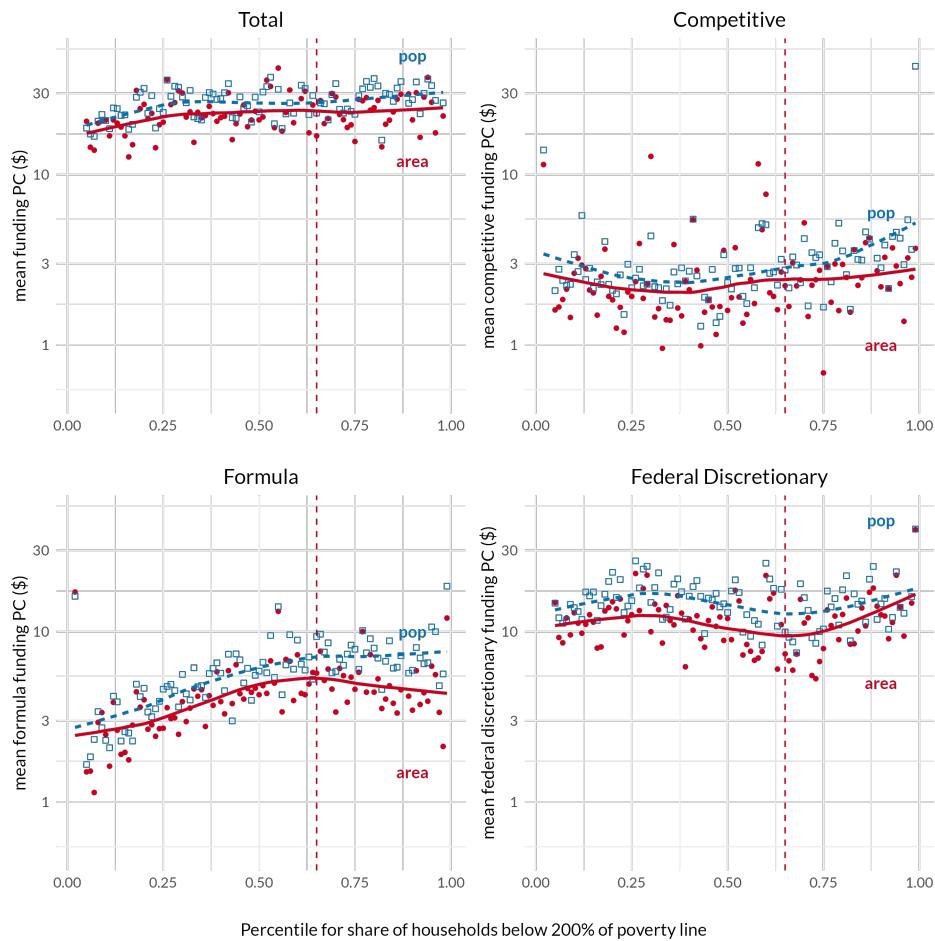 Total
Competitive
mean funding PC ($)
30
10
3
1
pop
area
0.00 0.25 0.50 0.75 1.00
mean competitive funding PC ($)
30
10
3
1
pop
area
0.00 0.25 0.50 0.75 1.00
Formula
Federal Discretionary
mean formula funding PC ($)
30
10
3
1
pop
area
0.00 0.25 0.50 0.75 1.00
mean federal discretionary funding PC ($)
30
10
3
1
pop
area
0.00 0.25 0.50 0.75 1.00
Percentile for share of households below 200% of poverty line